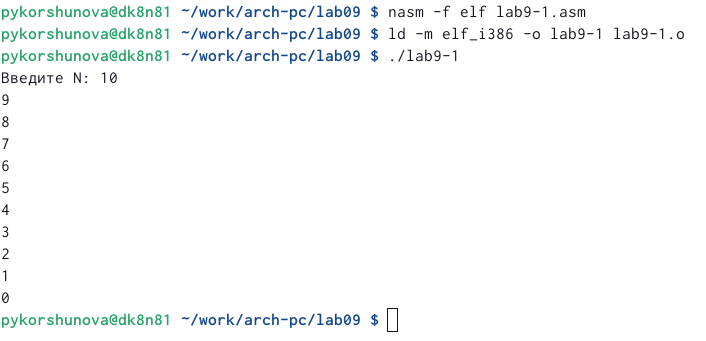 pykorshunova@dk8n81 ~/work/arch-pc/lab09 $ nasm -f elf lab9-1.asm
pykorshunova@dk8n81 ~/work/arch-pc/lab09 $ ld -m elf_i386 -o lab9-1 lab9-1.o
pykorshunova@dk8n81 ~/work/arch-pc/lab09 $ ./lab9-1
Введите N: 10
9
8
7
6
5
4
3
2
1
0
pykorshunova@dk8n81 ~/work/arch-pc/lab09 $